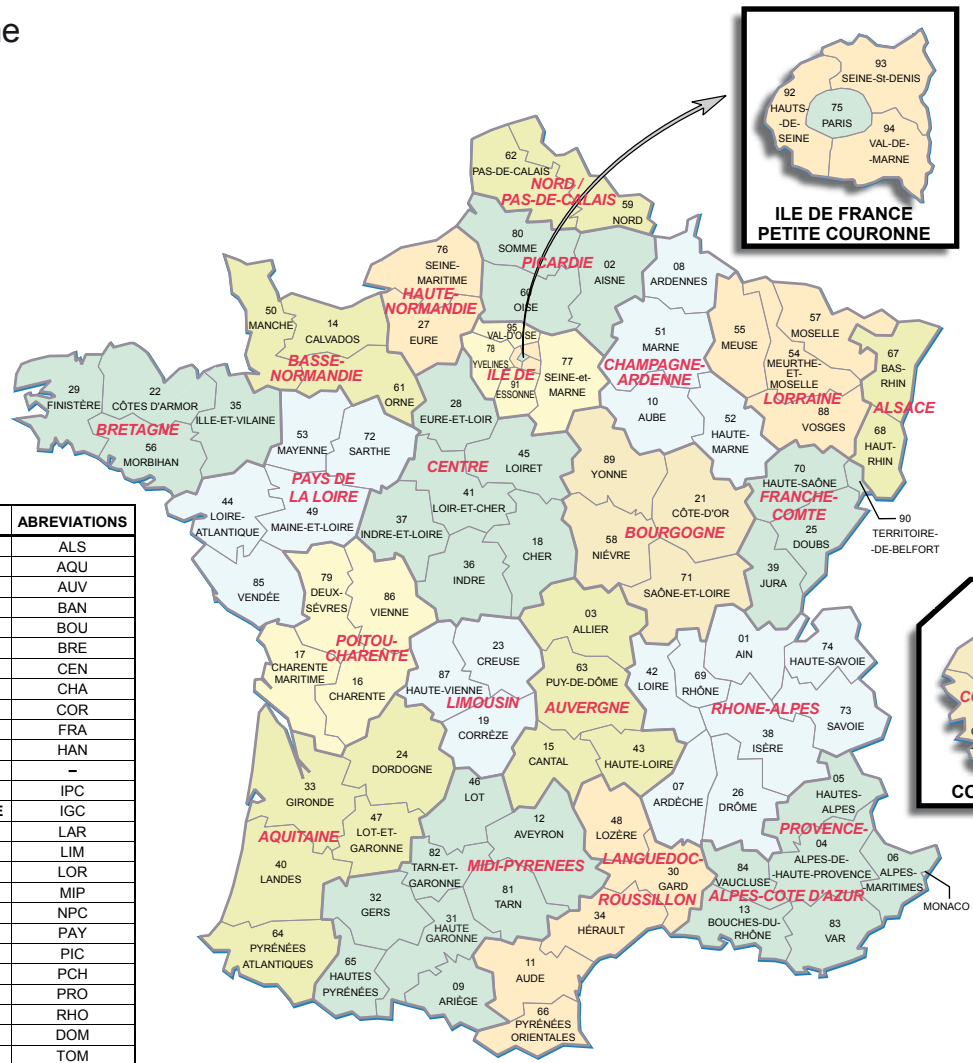 ne
93
SEINE-St-DENIS
92
HAUTS-
-DE-
SEINE
75
PARIS
94
VAL-DE-
-MARNE
ILE DE FRANCE
PETITE COURONNE
62
PAS-DE-CALAIS
NORD /
PAS-DE-CALAIS
59
NORD
80
SOMME
PICARDIE
02
AISNE
60
OISE
76
SEINE-
MARITIME
HAUTE-
NORMANDIE
27
EURE
08
ARDENNES
51
MARNE
CHAMPAGNE-
ARDENNE
10
AUBE
52
HAUTE-
MARNE
50
MANCHE
14
CALVADOS
BASSE-
NORMANDIE
61
ORNE
95
VAL-D'OISE
78
YVELINES
ILE DE
91
ESSONNE
77
SEINE-et-
MARNE
55
MEUSE
57
MOSELLE
54
MEURTHE-
ET-
MOSELLE
LORRAINE
88
VOSGES
67
BAS-
RHIN
ALSACE
68
HAUT-
RHIN
29
FINISTÈRE
22
CÔTES D'ARMOR
35
ILLE-ET-VILAINE
BRETAGNE
56
MORBIHAN
53
MAYENNE
72
SARTHE
PAYS DE
LA LOIRE
44
LOIRE-
ATLANTIQUE
49
MAINE-ET-LOIRE
85
VENDÉE
28
EURE-ET-LOIR
CENTRE
45
LOIRET
41
LOIR-ET-CHER
37
INDRE-ET-LOIRE
18
CHER
36
INDRE
89
YONNE
21
CÔTE-D'OR
BOURGOGNE
58
NIÉVRE
71
SAÔNE-ET-LOIRE
70
HAUTE-SAÔNE
FRANCHE-
COMTE
25
DOUBS
39
JURA
90
TERRITOIRE-
-DE-BELFORT
79
DEUX-
SÈVRES
86
VIENNE
POITOU-
CHARENTE
17
CHARENTE
MARITIME
16
CHARENTE
23
CREUSE
87
HAUTE-VIENNE
LIMOUSIN
19
CORRÈZE
03
ALLIER
63
PUY-DE-DÔME
AUVERGNE
15
CANTAL
43
HAUTE-LOIRE
42
LOIRE
69
RHÔNE
01
AIN
74
HAUTE-SAVOIE
RHONE-ALPES
73
SAVOIE
38
ISÈRE
07
ARDÈCHE
26
DRÔME
24
DORDOGNE
33
GIRONDE
47
LOT-ET-
GARONNE
AQUITAINE
40
LANDES
64
PYRÉNÉES
ATLANTIQUES
46
LOT
12
AVEYRON
82
TARN-ET-
GARONNE
MIDI-PYRENEES
81
TARN
32
GERS
31
HAUTE
GARONNE
65
HAUTES
PYRÉNÉES
09
ARIÈGE
48
LOZÈRE
LANGUEDOC-
30
GARD
ROUSSILLON
34
HÉRAULT
11
AUDE
66
PYRÉNÉES
ORIENTALES
05
HAUTES-
ALPES
PROVENCE-
04
ALPES-DE-
-HAUTE-PROVENCE
06
ALPES-
-MARITIMES
84
VAUCLUSE
ALPES-COTE D'AZUR
13
BOUCHES-DU-
RHÔNE
83
VAR
MONACO
CO
CO
ABREVIATIONS
ALS
AQU
AUV
BAN
BOU
BRE
CEN
CHA
COR
FRA
HAN
–
IPC
E IGC
LAR
LIM
LOR
MIP
NPC
PAY
PIC
PCH
PRO
RHO
DOM
TOM